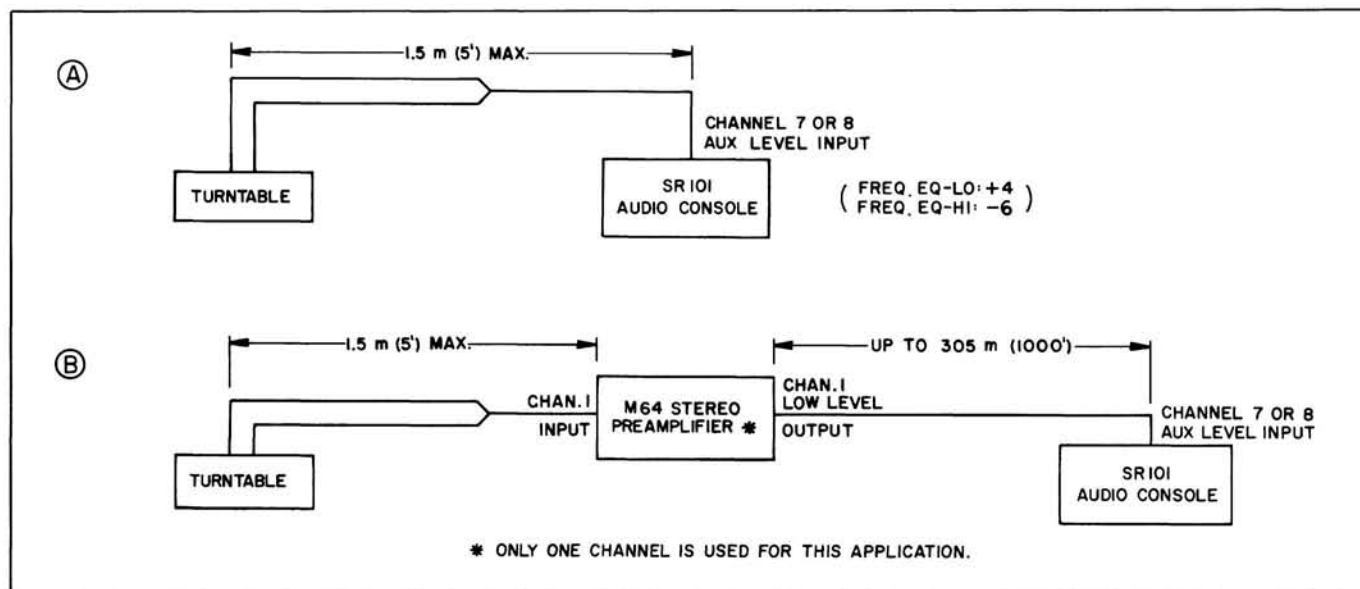 A
1.5 m (5') MAX.
TURNTABLE
CHANNEL 7 OR 8
AUX LEVEL INPUT
SR101
AUDIO CONSOLE
( FREQ. EQ-LO: +4
FREQ. EQ-HI: -6 )
B
1.5 m (5') MAX.
UP TO 305 m (1000')
TURNTABLE
CHAN. 1
INPUT
M64 STEREO
PREAMPLIFIER *
CHAN. 1
LOW LEVEL
OUTPUT
CHANNEL 7 OR 8
AUX LEVEL INPUT
SR101
AUDIO CONSOLE
* ONLY ONE CHANNEL IS USED FOR THIS APPLICATION.